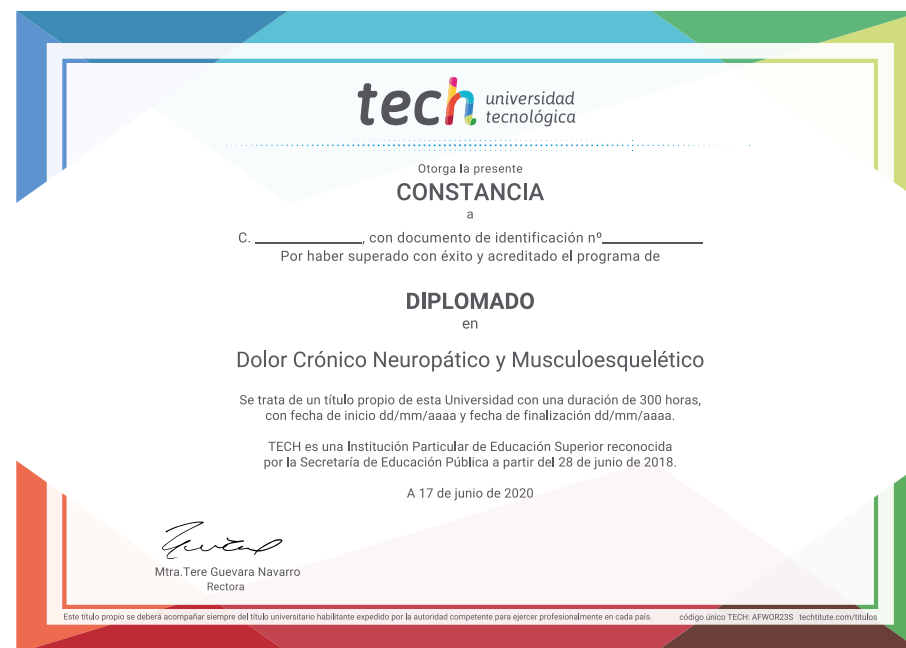 tech universidad
tecnológica
Otorga la presente
CONSTANCIA
a
C. ____________, con documento de identificación nº____________
Por haber superado con éxito y acreditado el programa de
DIPLOMADO
en
Dolor Crónico Neuropático y Musculoesquelético
Se trata de un título propio de esta Universidad con una duración de 300 horas,
con fecha de inicio dd/mm/aaaa y fecha de finalización dd/mm/aaaa.
TECH es una Institución Particular de Educación Superior reconocida
por la Secretaría de Educación Pública a partir del 28 de junio de 2018.
A 17 de junio de 2020
Mtra.Tere Guevara Navarro
Rectora
Este título propio se deberá acompañar siempre del título universitario habilitante expedido por la autoridad competente para ejercer profesionalmente en cada país. código único TECH: AFWOR23S techtitute.com/titulos